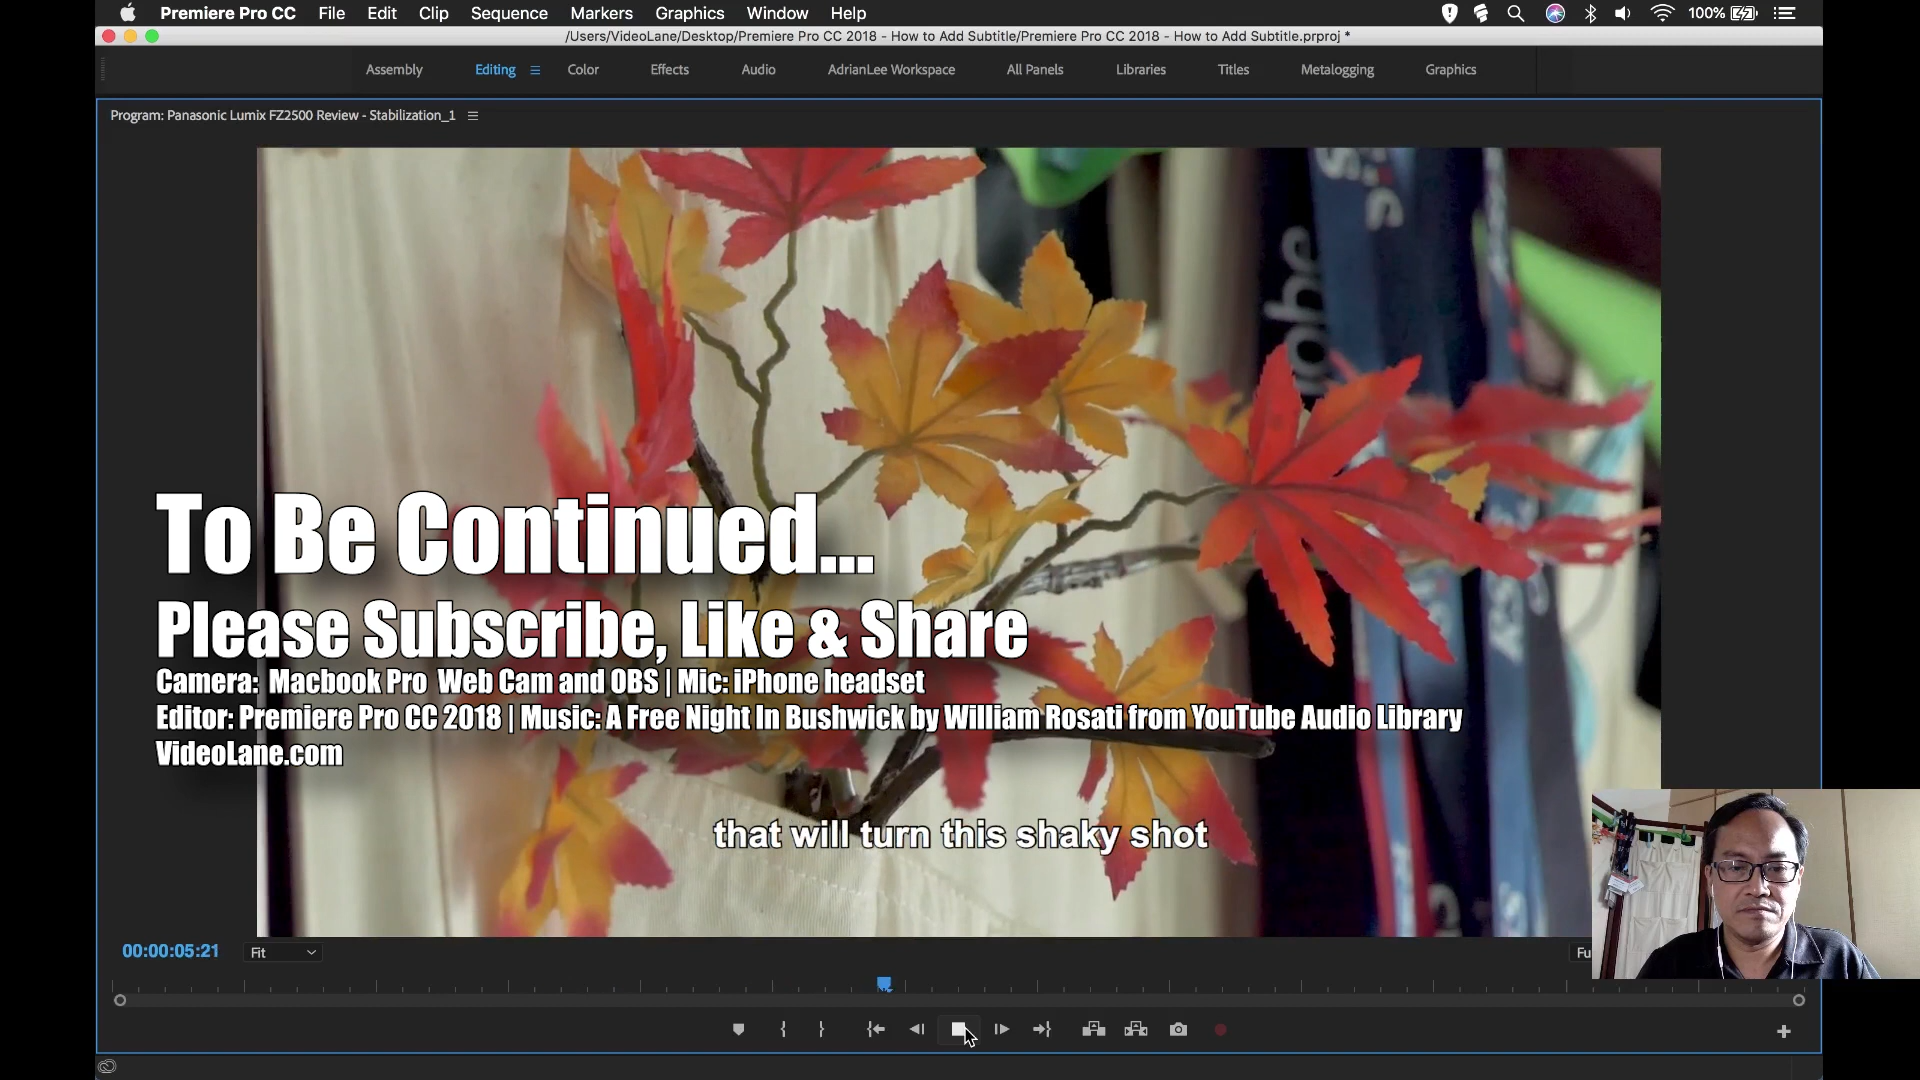 Premiere Pro CC File Edit Clip Sequence Markers Graphics Window Help 100%
/Users/VideoLane/Desktop/Premiere Pro CC 2018 - How to Add Subtitle/Premiere Pro CC 2018 - How to Add Subtitle.prproj *
Assembly Editing Color Effects Audio AdrianLee Workspace All Panels Libraries Titles Metalogging Graphics
Program: Panasonic Lumix FZ2500 Review - Stabilization_1
To Be Continued...
Please Subscribe, Like & Share
Camera: Macbook Pro Web Cam and OBS | Mic: iPhone headset
Editor: Premiere Pro CC 2018 | Music: A Free Night In Bushwick by William Rosati from YouTube Audio Library
VideoLane.com
that will turn this shaky shot
00:00:05:21 Fit Fu